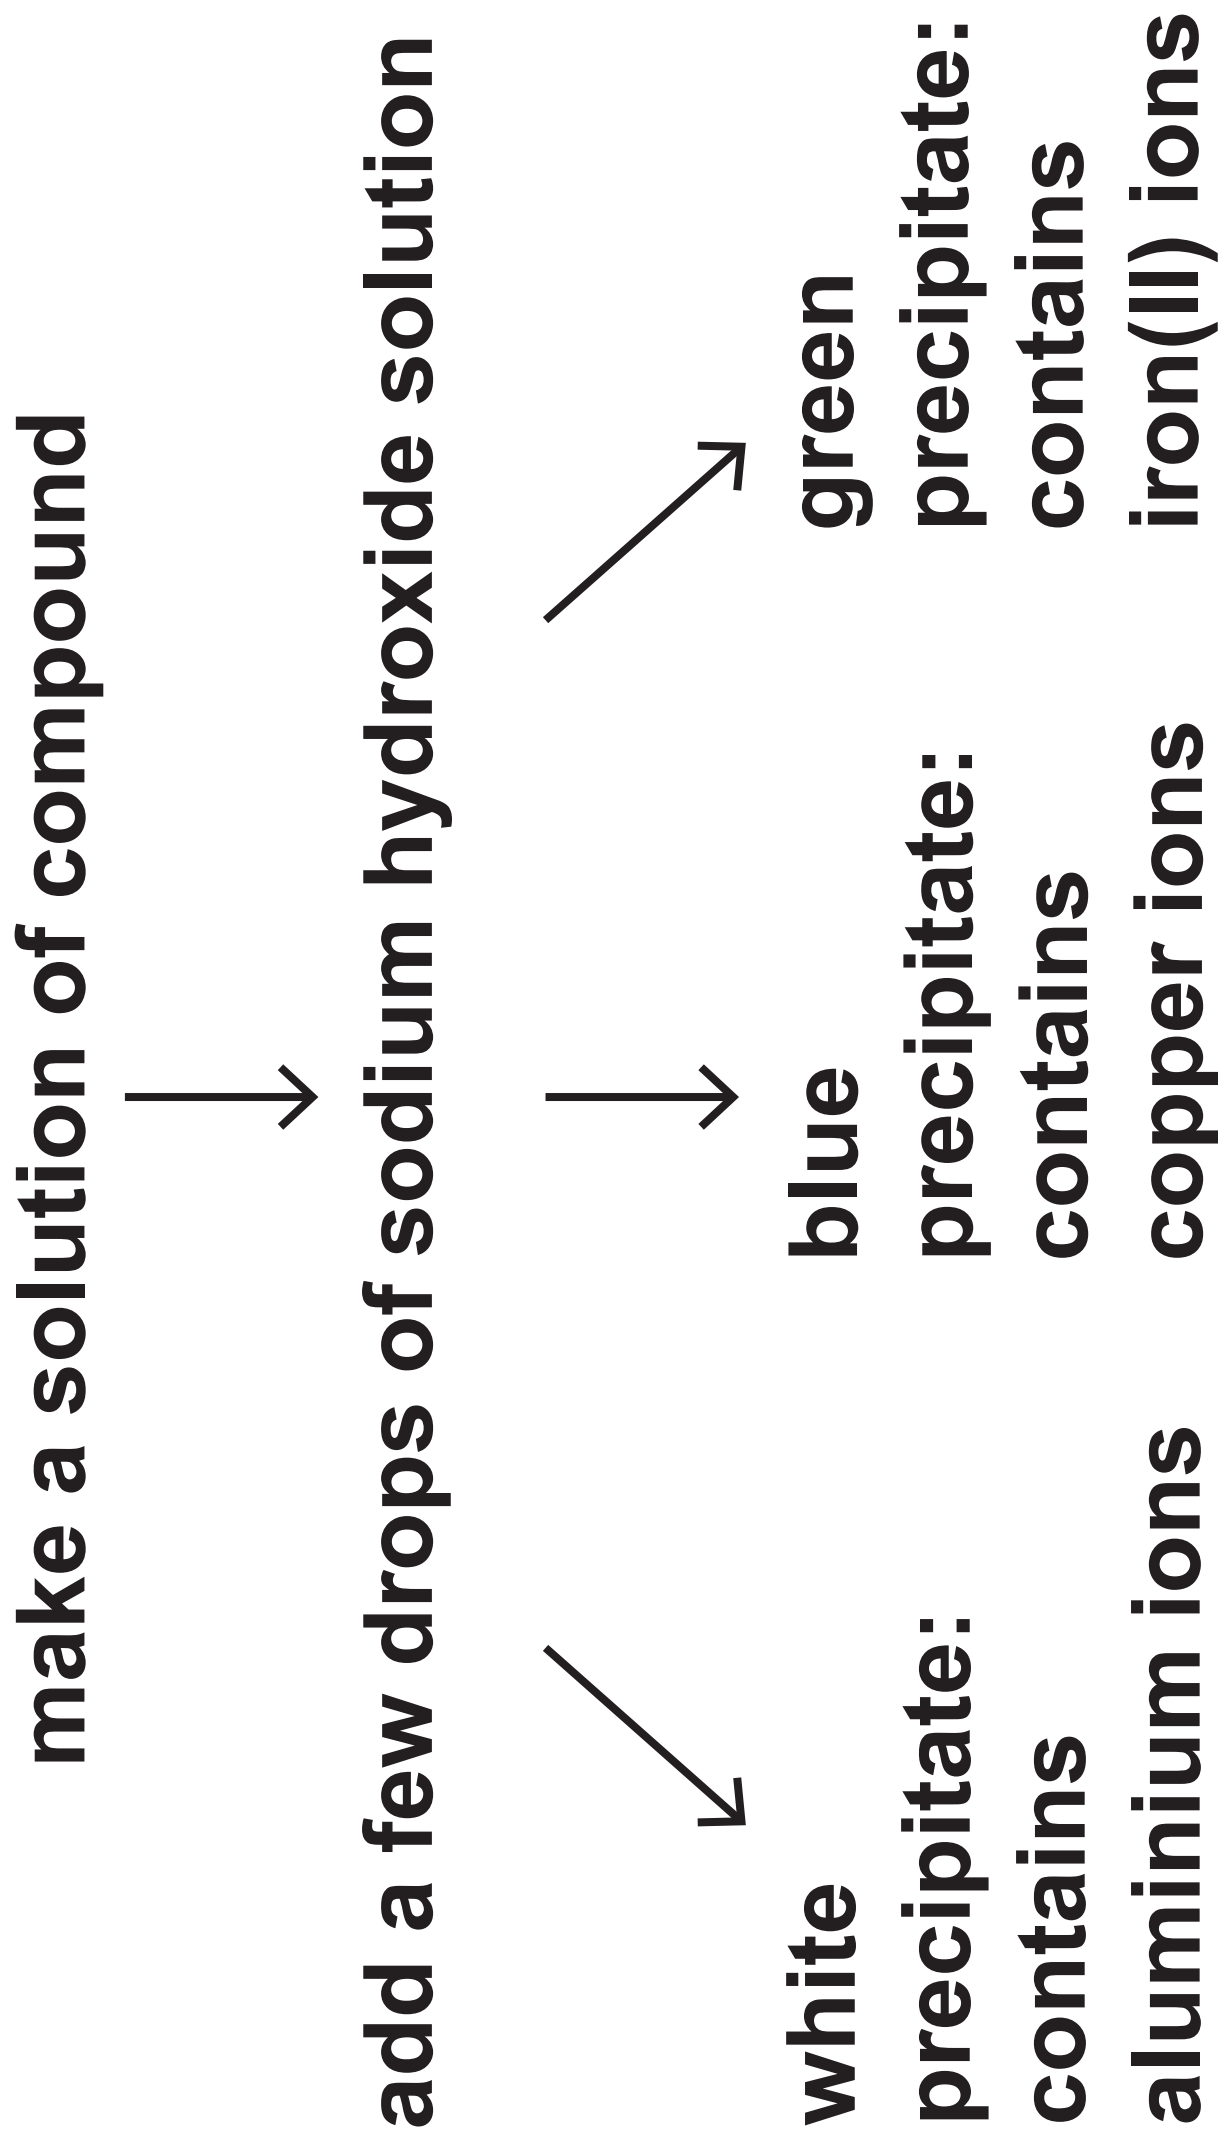 make a solution of compound
add a few drops of sodium hydroxide solution
white
precipitate:
contains
aluminium ions
blue
precipitate:
contains
copper ions
green
precipitate:
contains
iron(II) ions